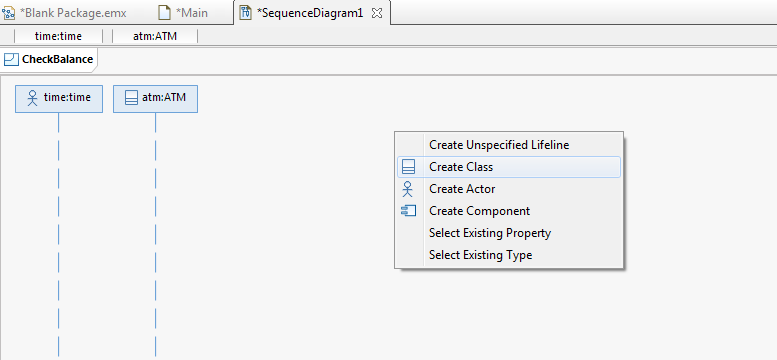 *Blank Package.emx *Main *SequenceDiagram1
time:time atm:ATM
CheckBalance
time:time atm:ATM
Create Unspecified Lifeline
Create Class
Create Actor
Create Component
Select Existing Property
Select Existing Type